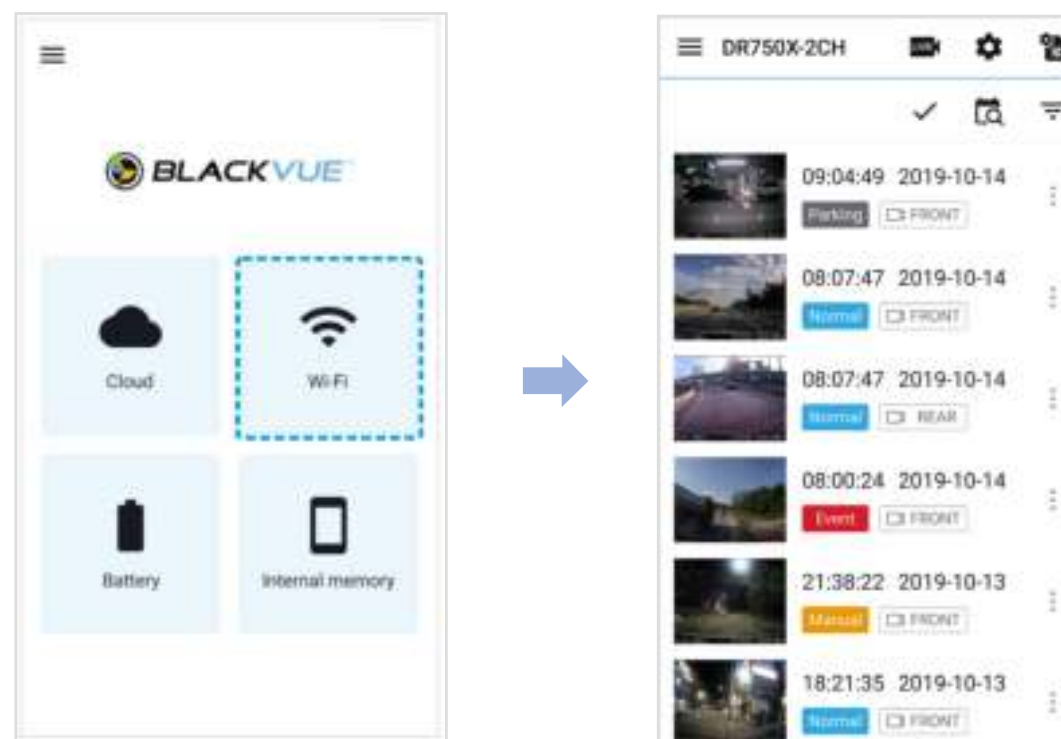 BLACKVUE
Cloud
Wi-Fi
Battery
Internal memory
DR750X-2CH
09:04:49 2019-10-14
Parking FRONT
08:07:47 2019-10-14
Normal FRONT
08:07:47 2019-10-14
Normal REAR
08:00:24 2019-10-14
Event FRONT
21:38:22 2019-10-13
Manual FRONT
18:21:35 2019-10-13
Normal FRONT